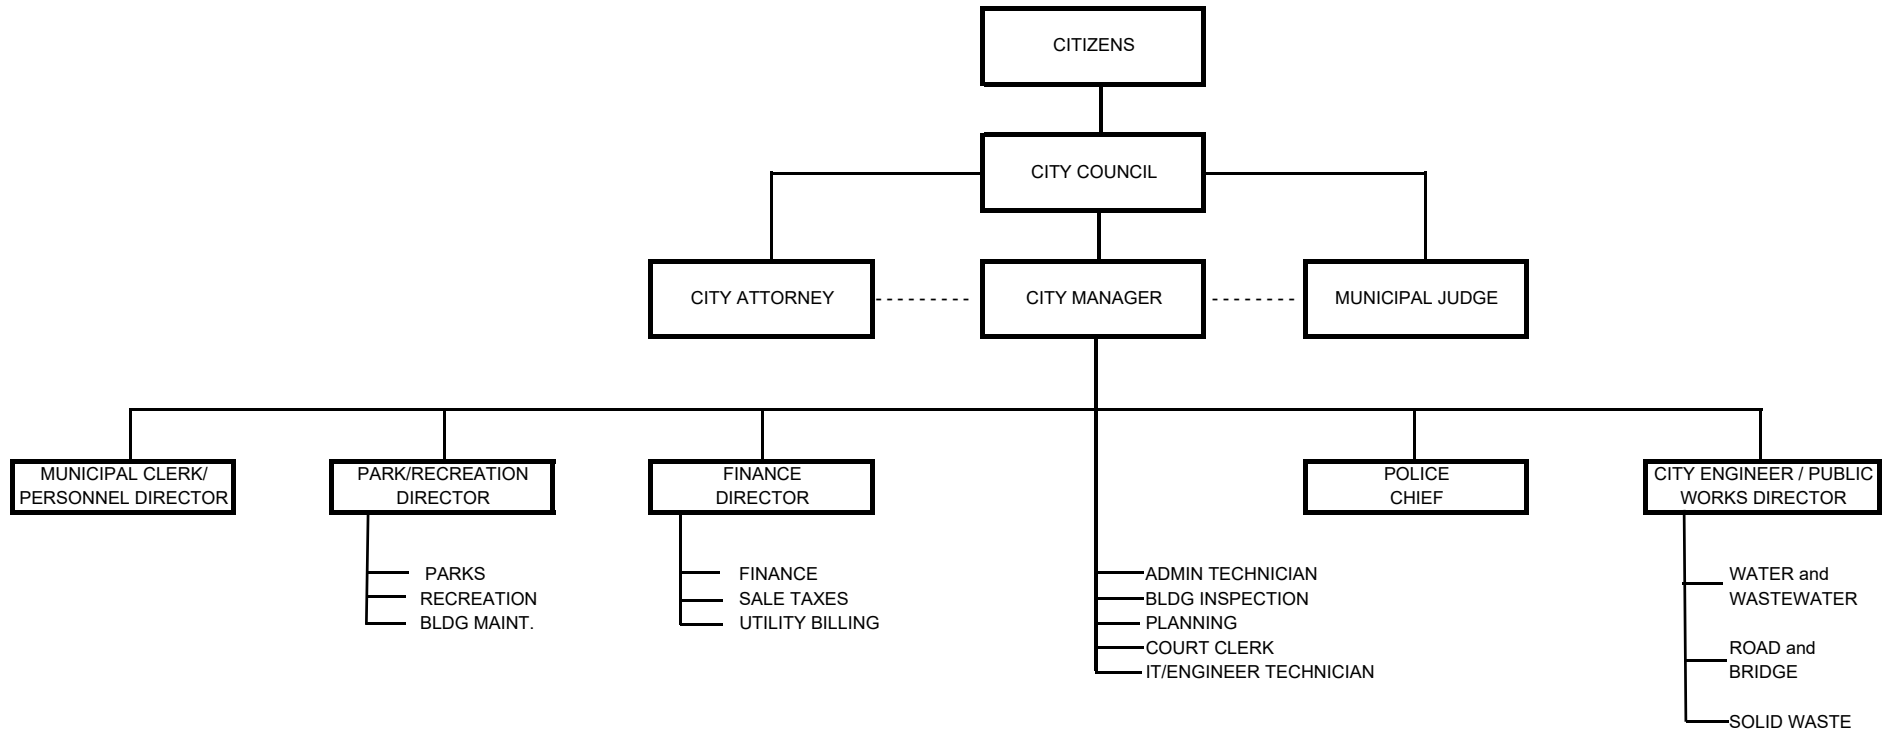 CITIZENS
CITY COUNCIL
CITY ATTORNEY
CITY MANAGER
MUNICIPAL JUDGE
MUNICIPAL CLERK/
PERSONNEL DIRECTOR
PARK/RECREATION
DIRECTOR
FINANCE
DIRECTOR
POLICE
CHIEF
CITY ENGINEER / PUBLIC
WORKS DIRECTOR
PARKS
RECREATION
BLDG MAINT.
FINANCE
SALE TAXES
UTILITY BILLING
ADMIN TECHNICIAN
BLDG INSPECTION
PLANNING
COURT CLERK
IT/ENGINEER TECHNICIAN
WATER and
WASTEWATER
ROAD and
BRIDGE
SOLID WASTE